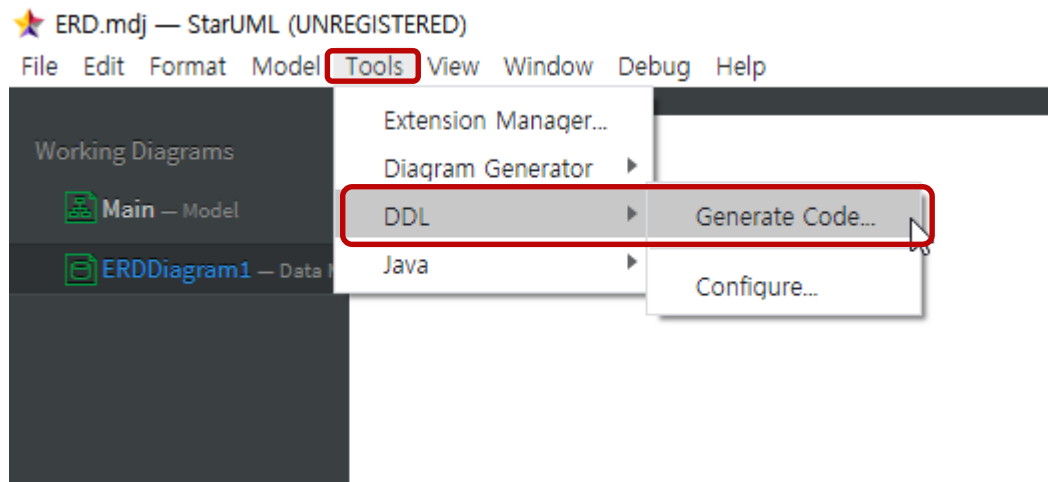 ERD.mdj — StarUML (UNREGISTERED)
File Edit Format Model Tools View Window Debug Help
Working Diagrams
Main — Model
ERDDiagram1 — Data
Extension Manager...
Diagram Generator
DDL
Java
Generate Code...
Configure...